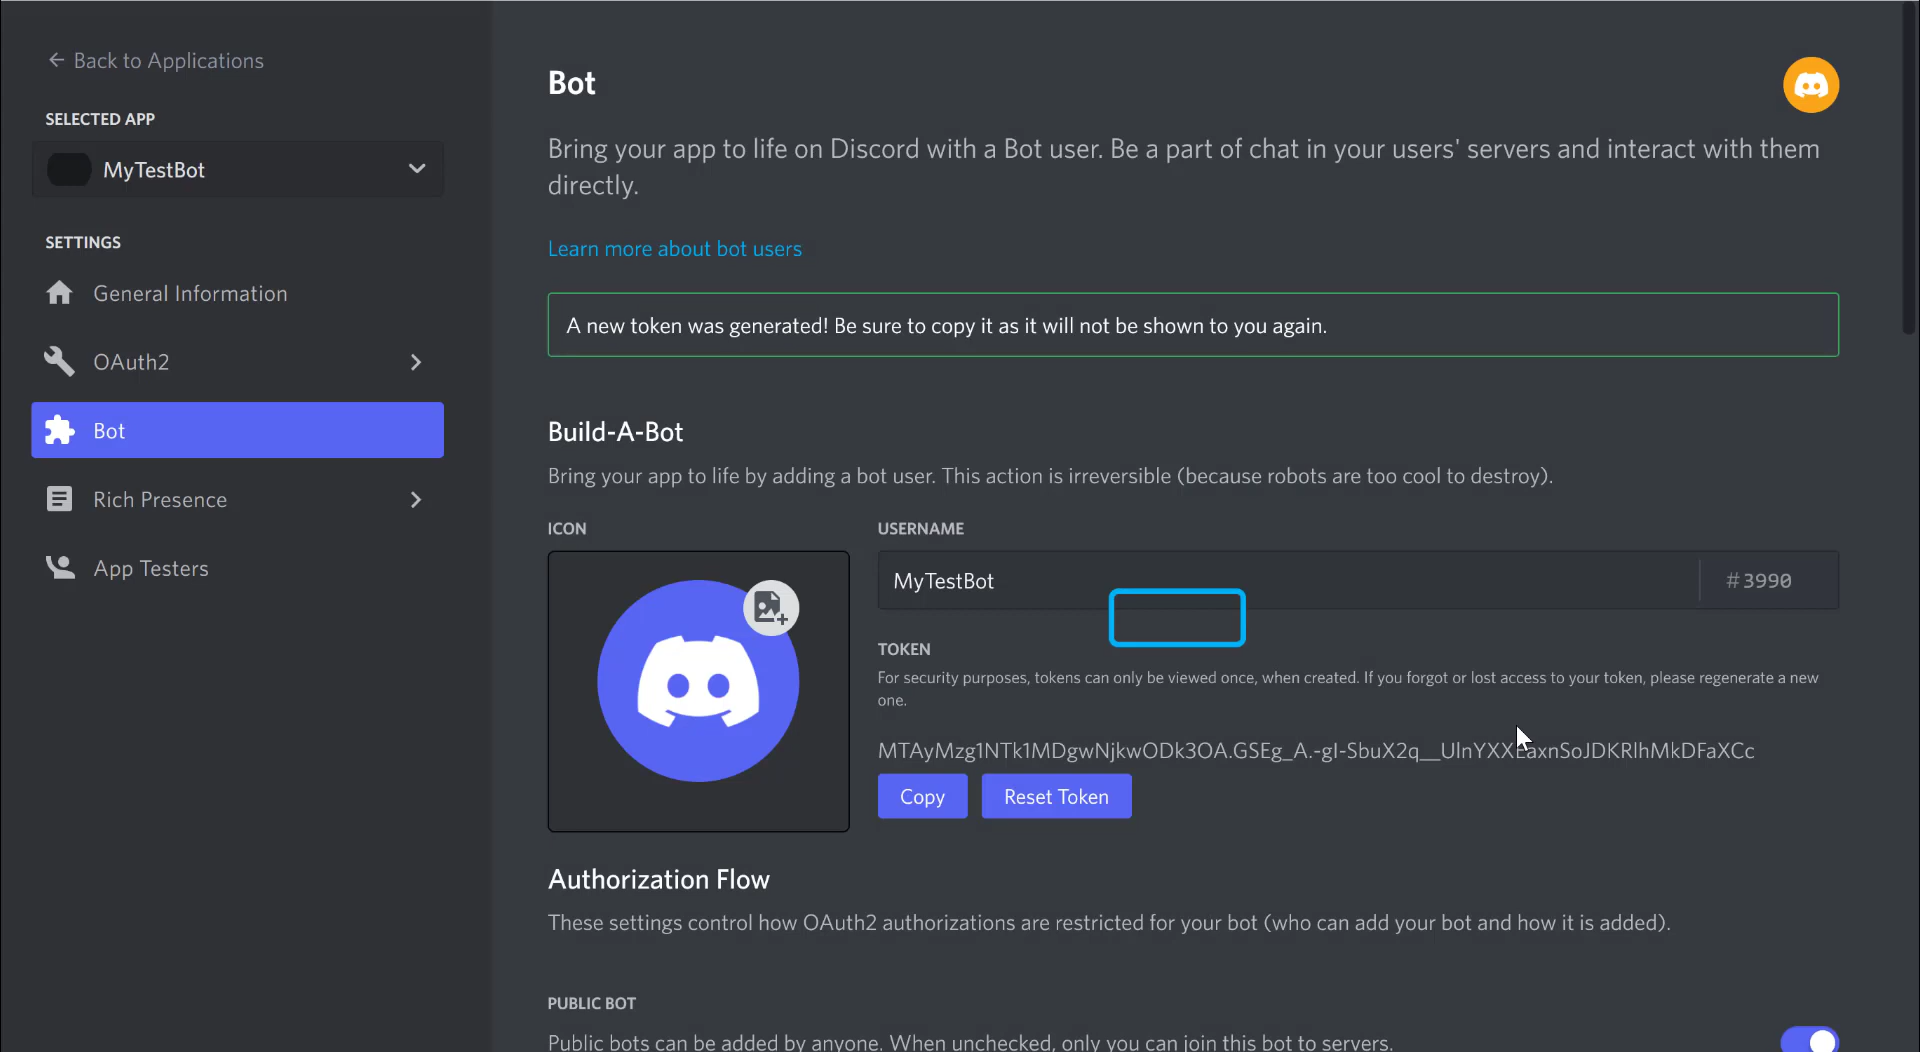 Back to Applications
SELECTED APP
MyTestBot
SETTINGS
General Information
OAuth2
Bot
Rich Presence
App Testers
Bot
Bring your app to life on Discord with a Bot user. Be a part of chat in your users' servers and interact with them
directly.
Learn more about bot users
A new token was generated! Be sure to copy it as it will not be shown to you again.
Build-A-Bot
Bring your app to life by adding a bot user. This action is irreversible (because robots are too cool to destroy).
ICON
USERNAME
MyTestBot #3990
TOKEN
For security purposes, tokens can only be viewed once, when created. If you forgot or lost access to your token, please regenerate a new
one.
Copy Reset Token
Authorization Flow
These settings control how OAuth2 authorizations are restricted for your bot (who can add your bot and how it is added).
PUBLIC BOT
Public bots can be added by anyone. When unchecked, only you can join this bot to servers.